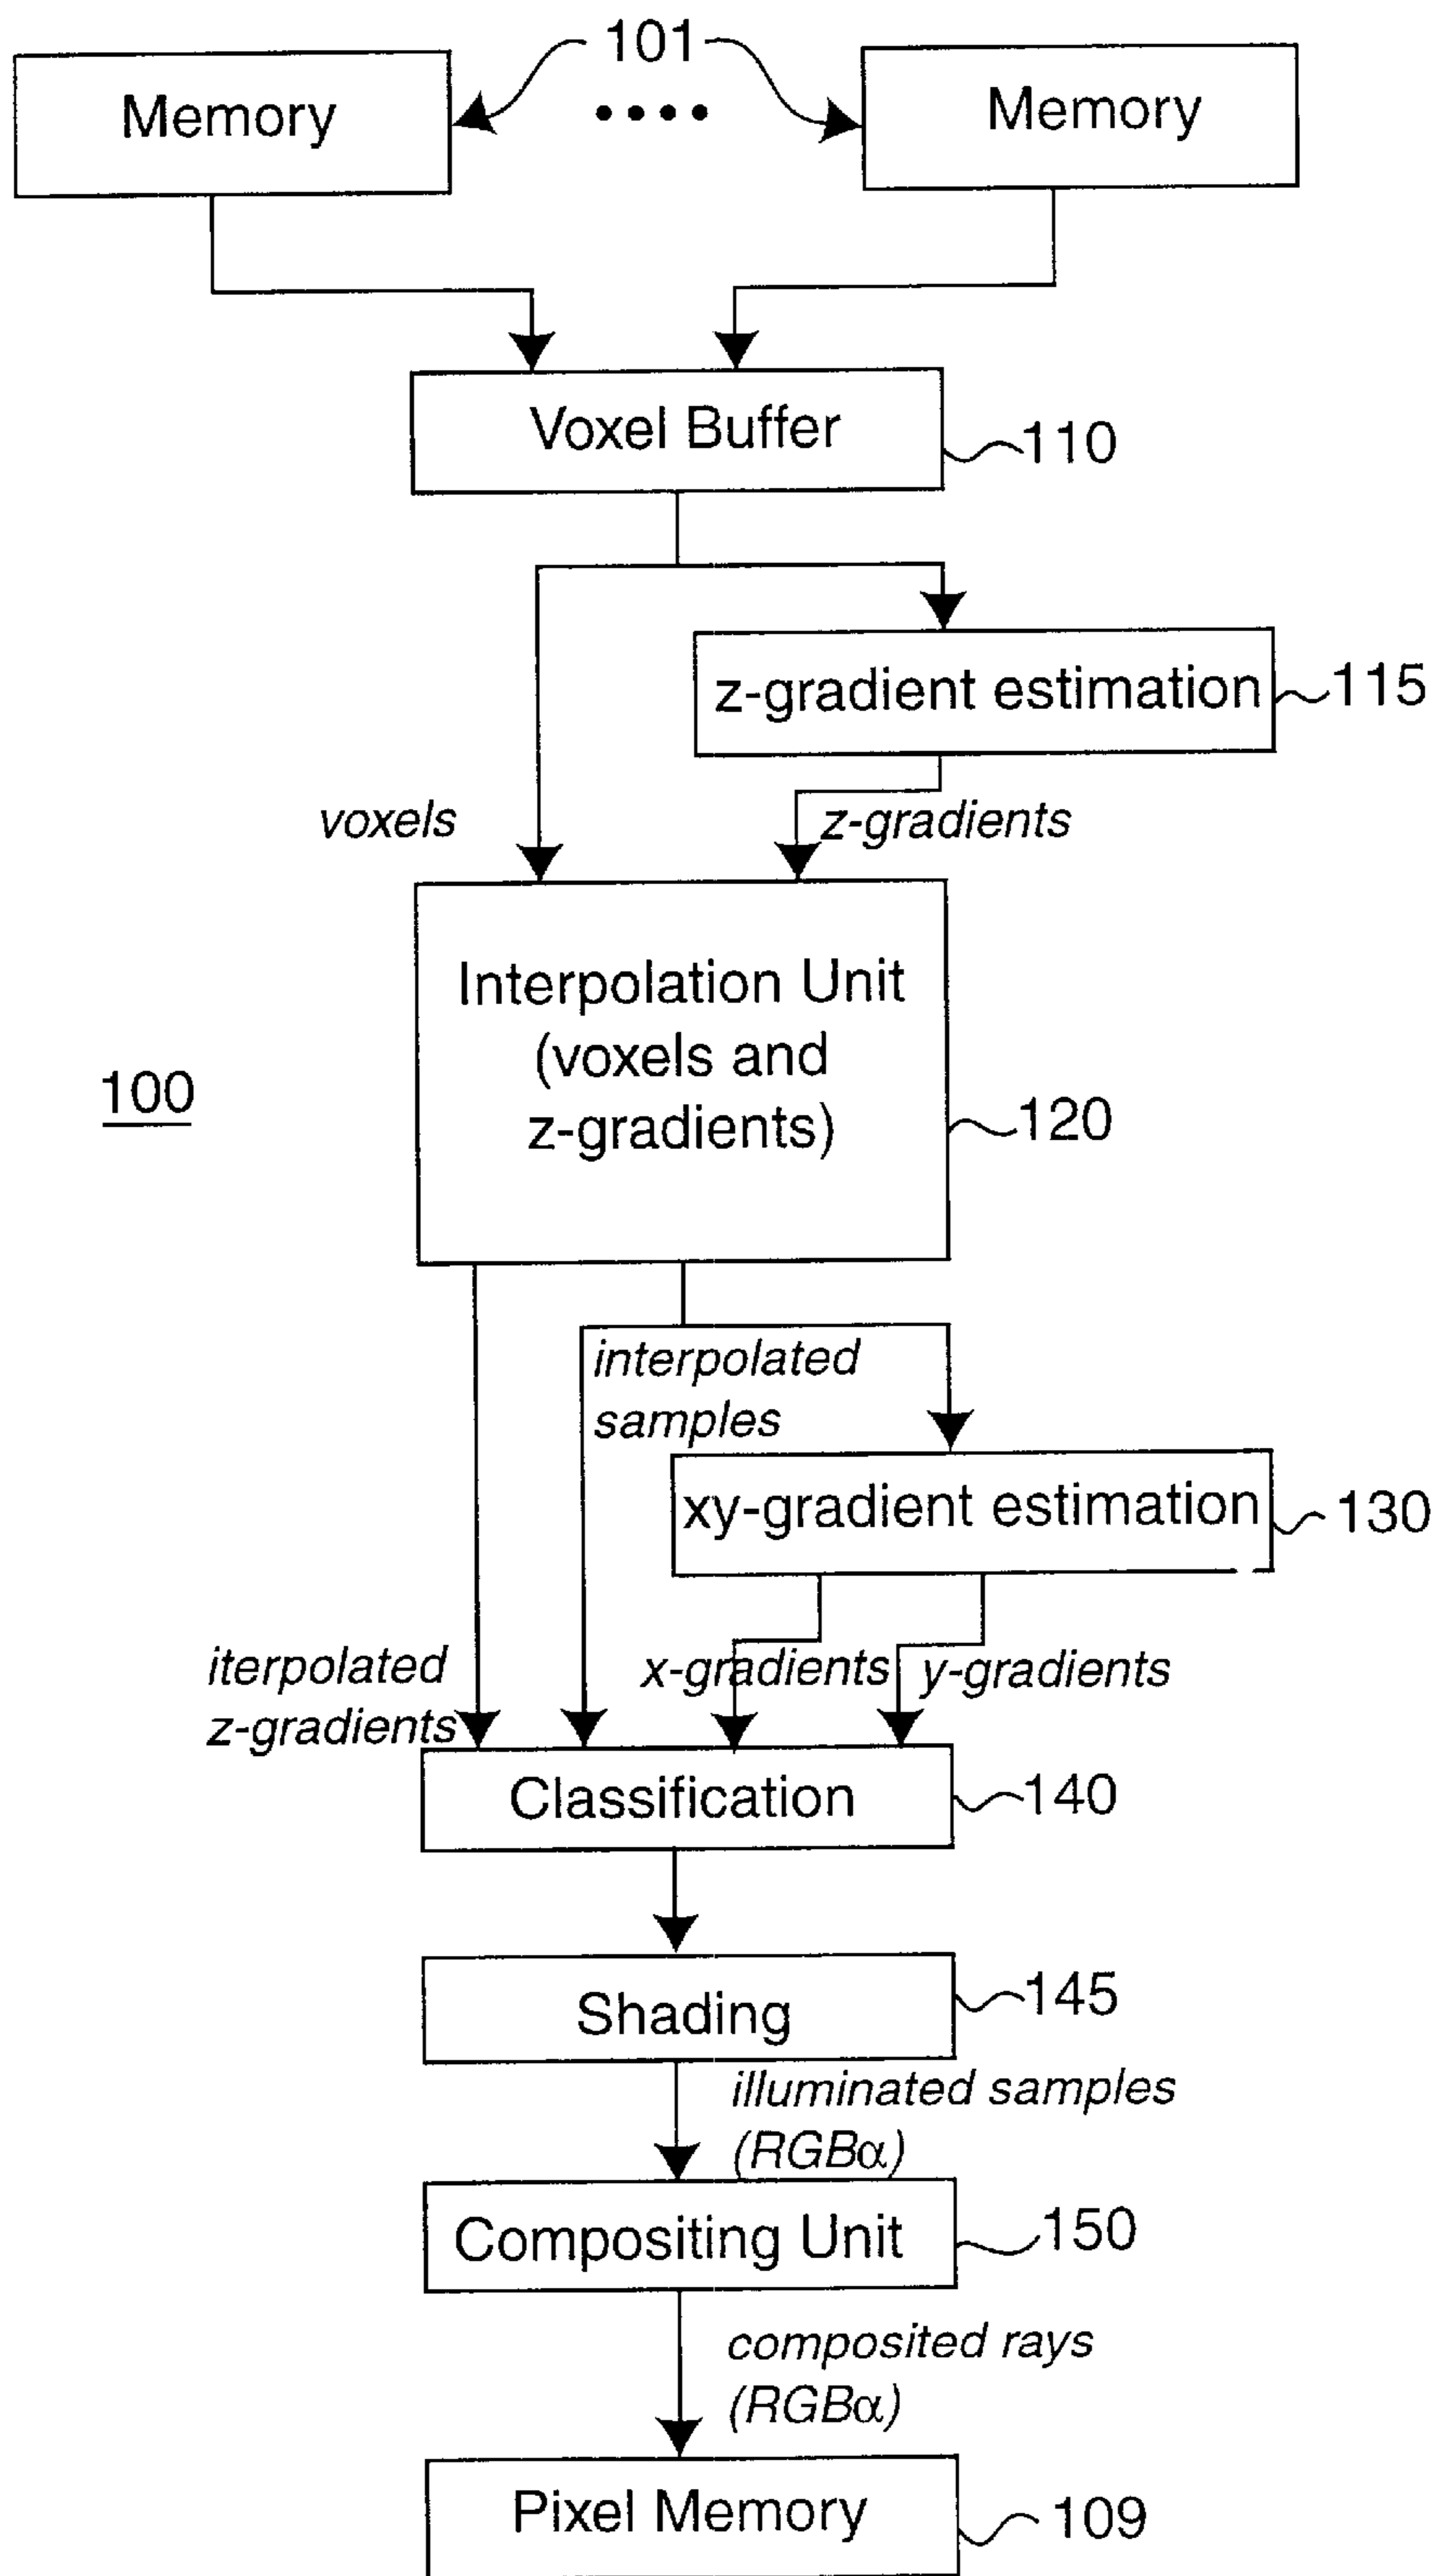 101
Memory
Memory
Voxel Buffer
110
z-gradient estimation
115
voxels
z-gradients
Interpolation Unit
(voxels and
z-gradients)
100
120
interpolated
samples
xy-gradient estimation
130
iterpolated
z-gradients
x-gradients
y-gradients
Classification
140
Shading
145
illuminated samples
(RGBα)
Compositing Unit
150
composited rays
(RGBα)
Pixel Memory
109